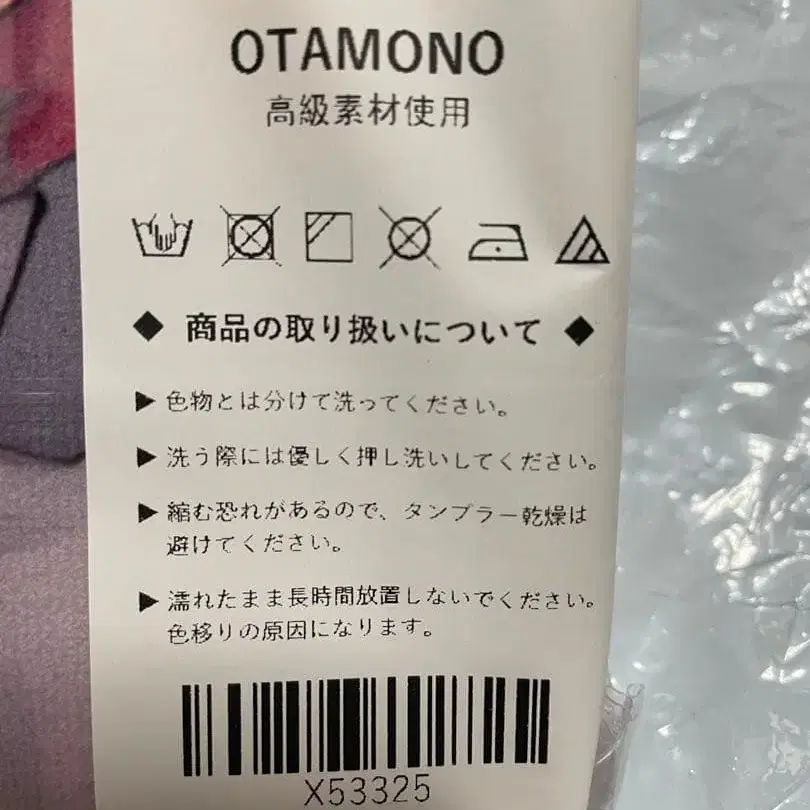 OTAMONO
高級素材使用
◆ 商品の取り扱いについて ◆
▶ 色物とは分けて洗ってください。
▶ 洗う際には優しく押し洗いしてください。
▶ 縮む恐れがあるので、タンブラー乾燥は
避けてください。
▶ 濡れたまま長時間放置しないでください。
色移りの原因になります。
X53325